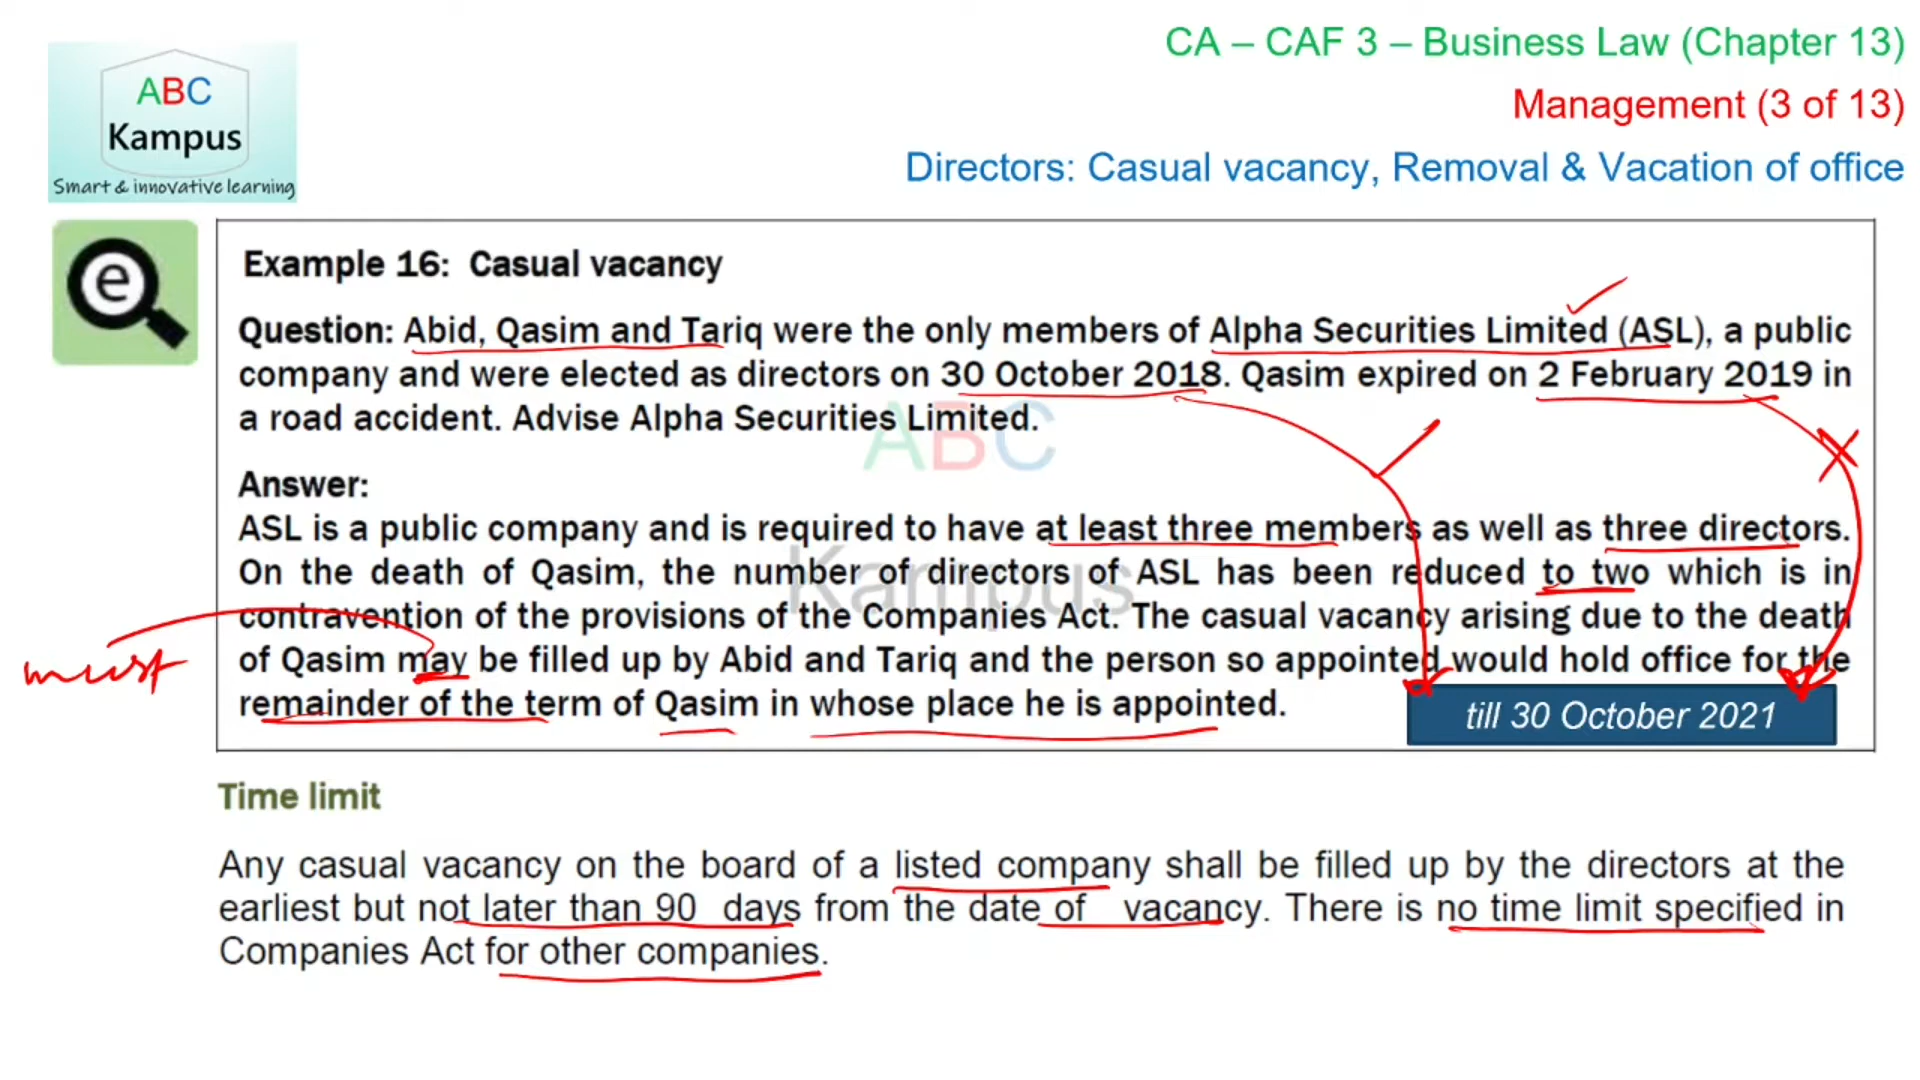 CA – CAF 3 – Business Law (Chapter 13)
Management (3 of 13)
Directors: Casual vacancy, Removal & Vacation of office
ABC
Kampus
Smart & innovative learning
e
Example 16: Casual vacancy
Question: Abid, Qasim and Tariq were the only members of Alpha Securities Limited (ASL), a public
company and were elected as directors on 30 October 2018. Qasim expired on 2 February 2019 in
a road accident. Advise Alpha Securities Limited.
ABC
Kampus
Answer:
ASL is a public company and is required to have at least three members as well as three directors.
On the death of Qasim, the number of directors of ASL has been reduced to two which is in
contravention of the provisions of the Companies Act. The casual vacancy arising due to the death
of Qasim may be filled up by Abid and Tariq and the person so appointed would hold office for the
must
remainder of the term of Qasim in whose place he is appointed.
till 30 October 2021
Time limit
Any casual vacancy on the board of a listed company shall be filled up by the directors at the
earliest but not later than 90 days from the date of vacancy. There is no time limit specified in
Companies Act for other companies.